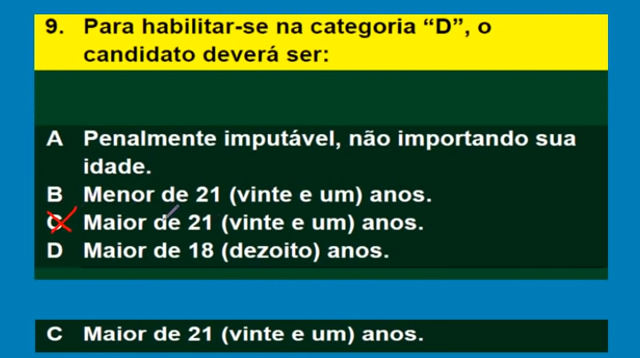 9. Para habilitar-se na categoria “D”, o
candidato deverá ser:
A Penalmente imputável, não importando sua
idade.
B Menor de 21 (vinte e um) anos.
C Maior de 21 (vinte e um) anos.
D Maior de 18 (dezoito) anos.
C Maior de 21 (vinte e um) anos.